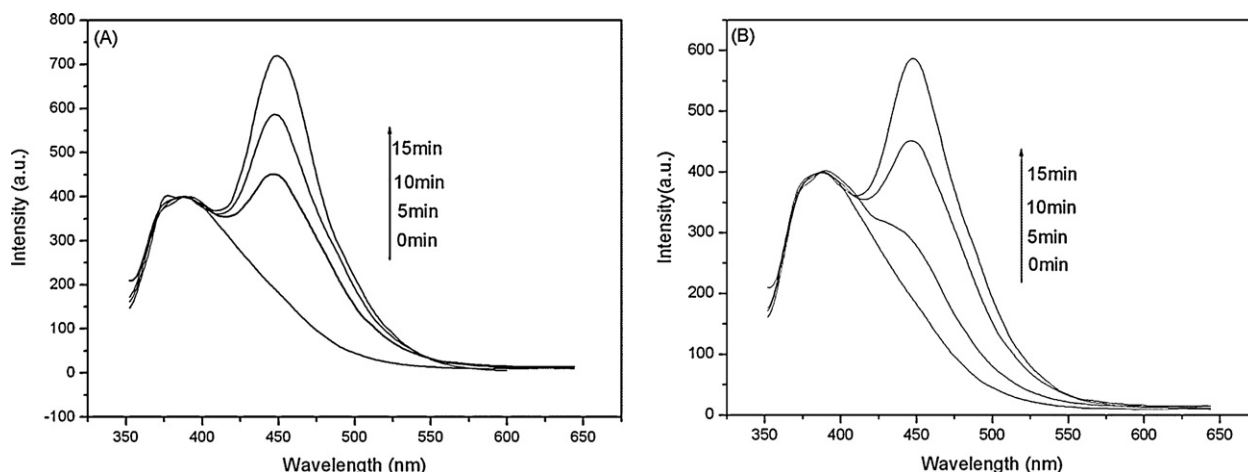 (A)
800
700
600
500
400
300
200
100
0
-100
Intensity (a.u.)
15min
10min
5min
0min
350 400 450 500 550 600 650
Wavelength (nm)
(B)
600
500
400
300
200
100
0
Intensity(a.u.)
15min
10min
5min
0min
350 400 450 500 550 600 650
Wavelength (nm)